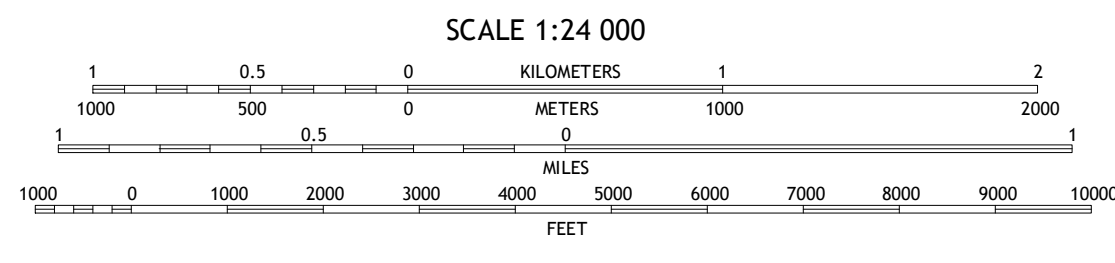 SCALE 1:24 000
1 0.5 0 KILOMETERS 1 2
1000 500 0 METERS 1000 2000
1 0.5 0 1
MILES
1000 0 1000 2000 3000 4000 5000 6000 7000 8000 9000 10000
FEET